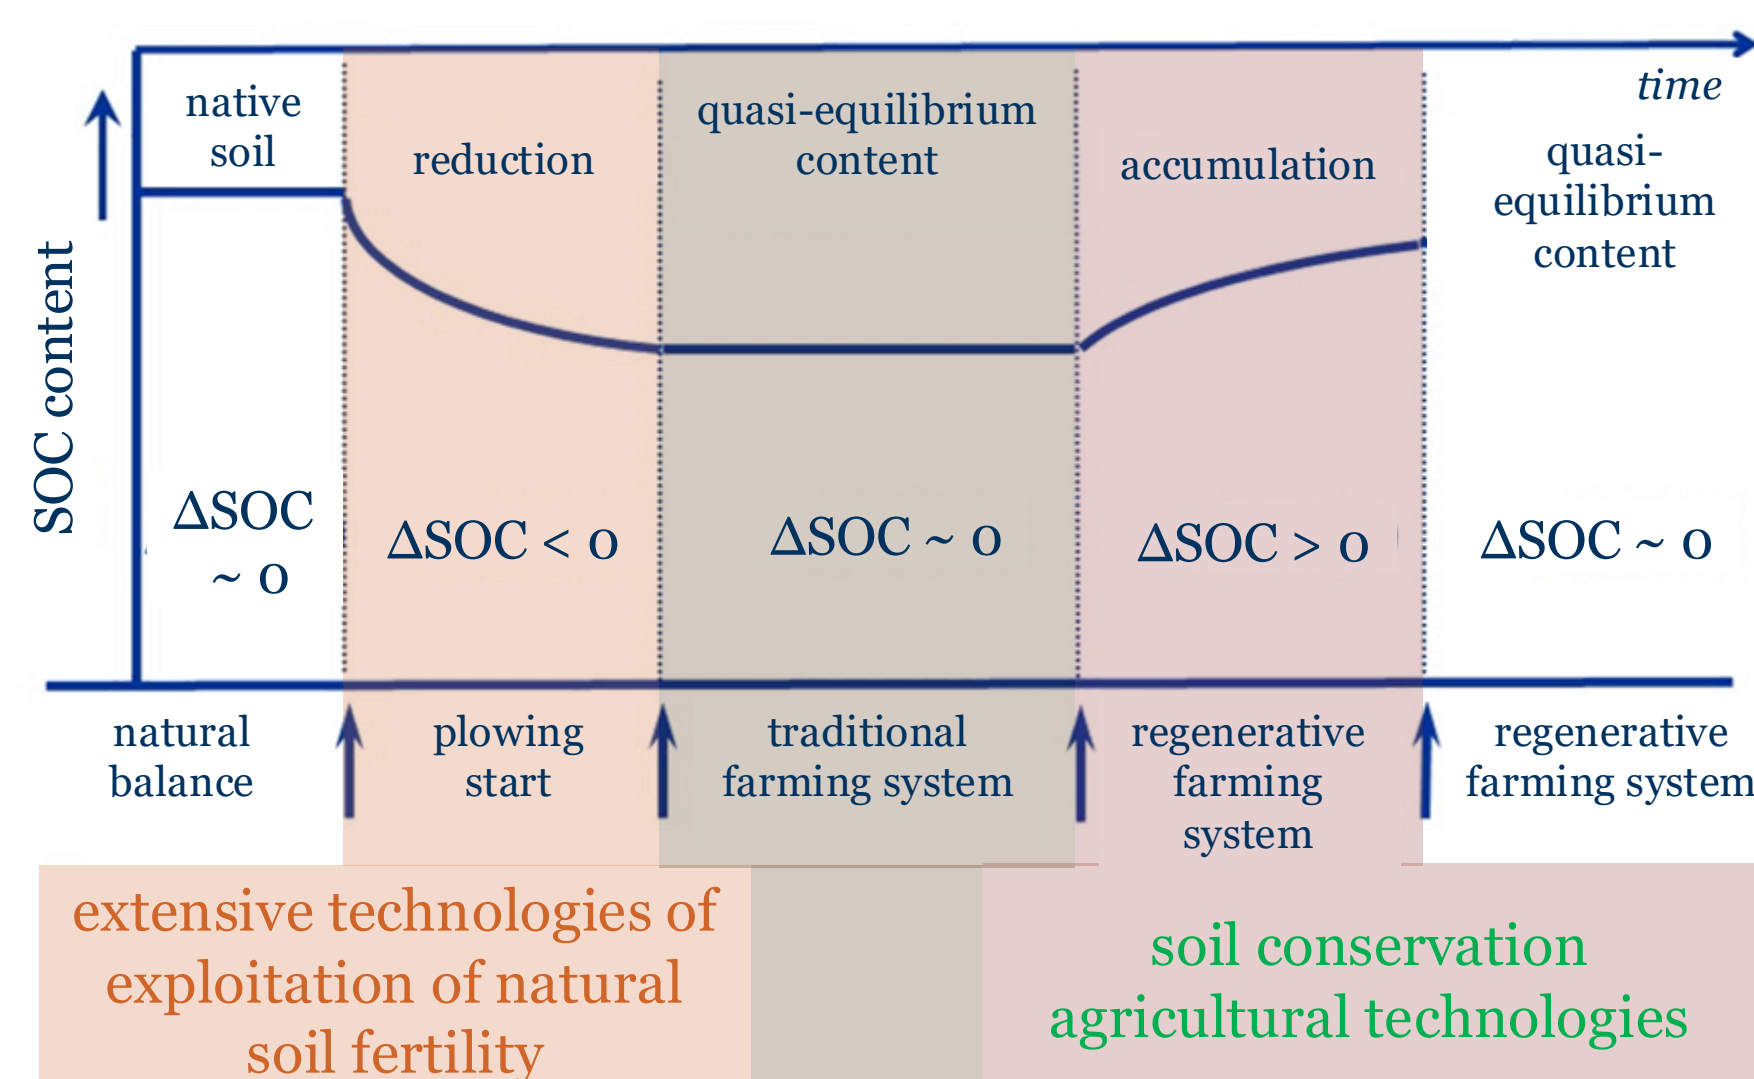 time
native
soil
reduction
quasi-equilibrium
content
accumulation
quasi-
equilibrium
content
SOC content
ΔSOC
~ 0
ΔSOC < 0
ΔSOC ~ 0
ΔSOC > 0
ΔSOC ~ 0
natural
balance
plowing
start
traditional
farming system
regenerative
farming
system
regenerative
farming system
extensive technologies of
exploitation of natural
soil fertility
soil conservation
agricultural technologies